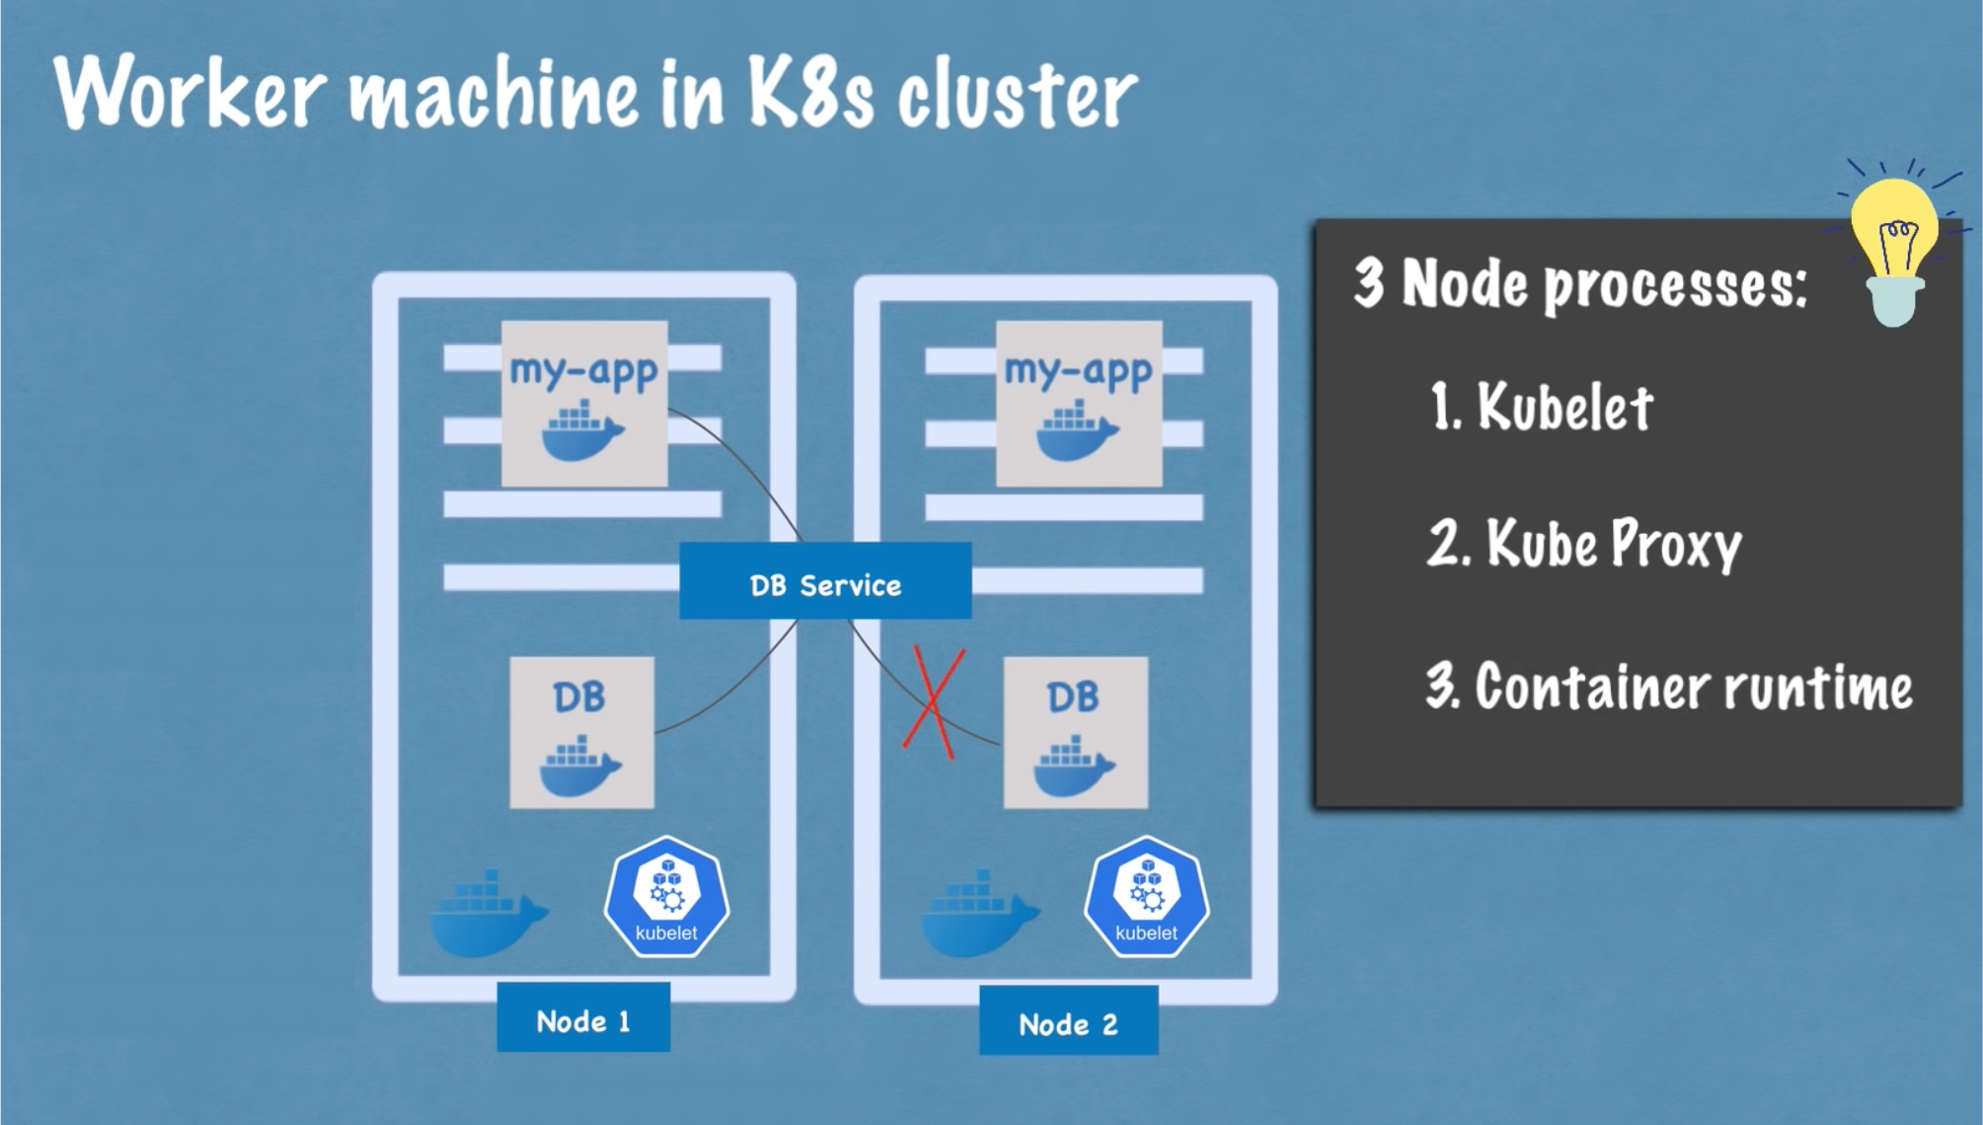 Worker machine in K8s cluster
my-app
my-app
DB Service
DB
DB
kubelet
kubelet
Node 1
Node 2
3 Node processes:
1. Kubelet
2. Kube Proxy
3. Container runtime